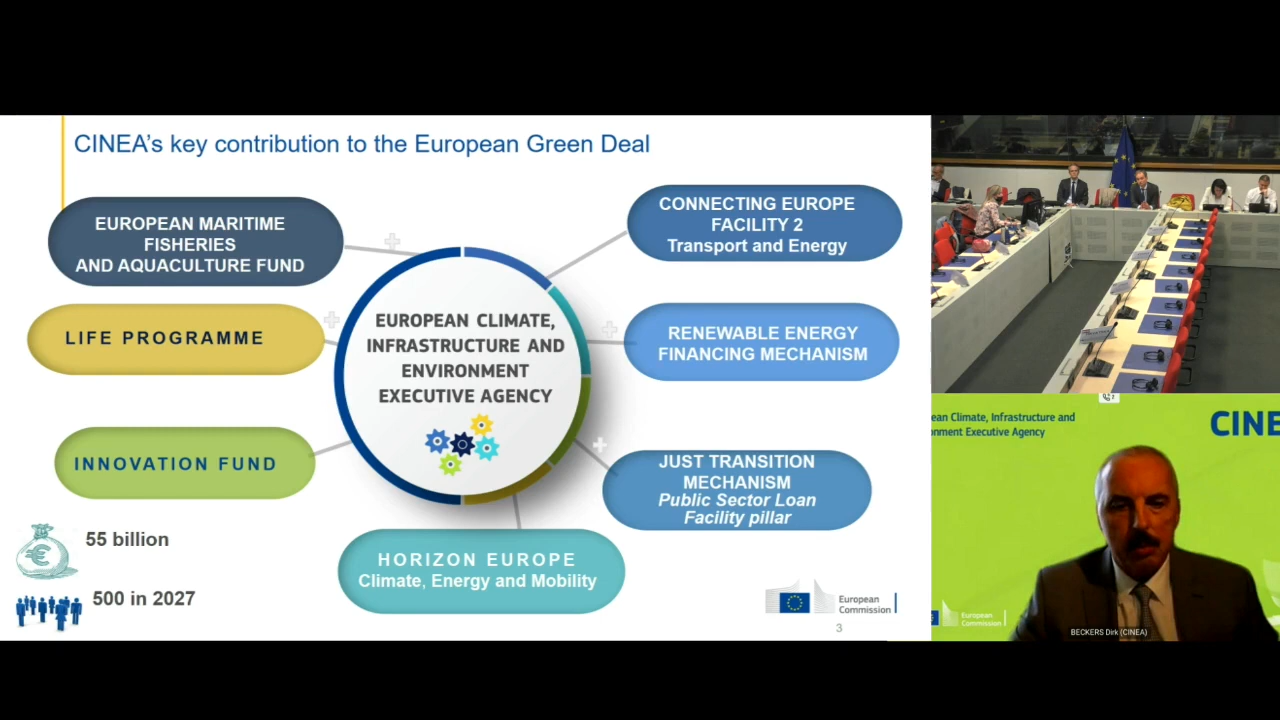 CINEA's key contribution to the European Green Deal
EUROPEAN MARITIME
FISHERIES
AND AQUACULTURE FUND
LIFE PROGRAMME
INNOVATION FUND
EUROPEAN CLIMATE,
INFRASTRUCTURE AND
ENVIRONMENT
EXECUTIVE AGENCY
CONNECTING EUROPE
FACILITY 2
Transport and Energy
RENEWABLE ENERGY
FINANCING MECHANISM
JUST TRANSITION
MECHANISM
Public Sector Loan
Facility pillar
HORIZON EUROPE
Climate, Energy and Mobility
55 billion
500 in 2027
European
Commission
3
ean Climate, Infrastructure and
onment Executive Agency
CINE
European
Commission
BECKERS Dirk (CINEA)